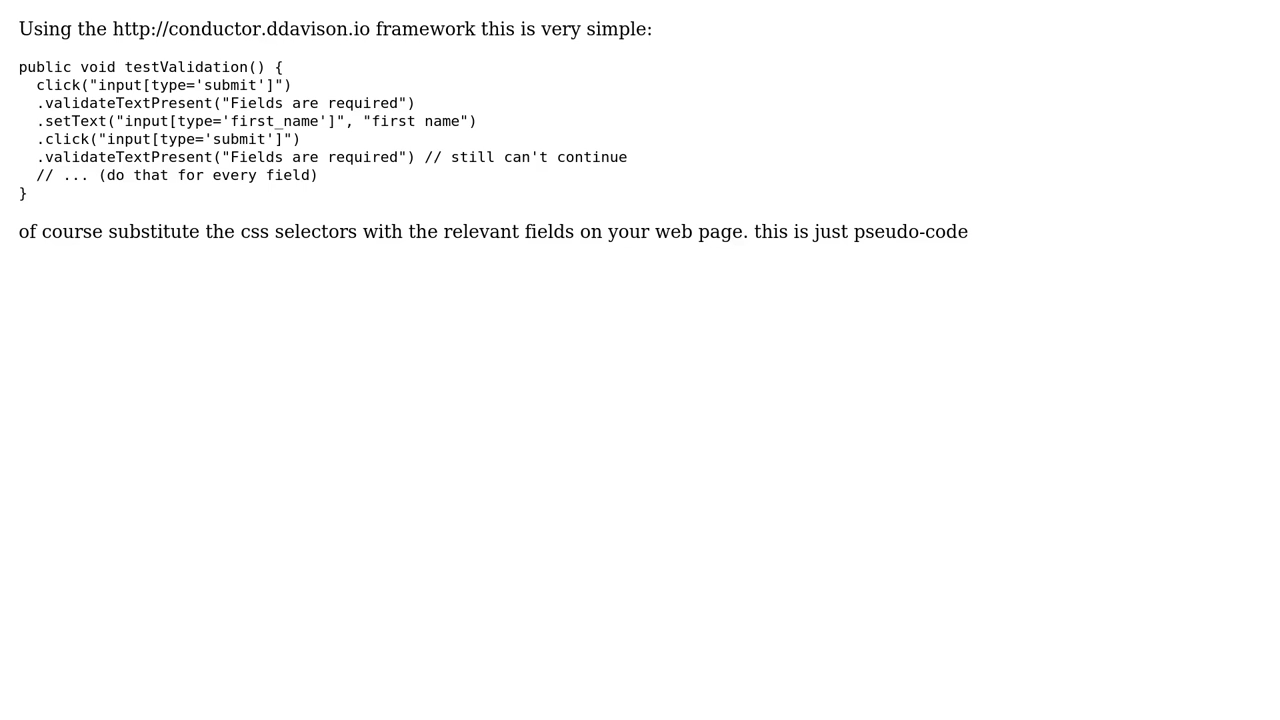 Using the http://conductor.ddavison.io framework this is very simple:
public void testValidation() {
  click("input[type='submit']")
  .validateTextPresent("Fields are required")
  .setText("input[type='first_name']", "first name")
  .click("input[type='submit']")
  .validateTextPresent("Fields are required") // still can't continue
  // ... (do that for every field)
}
of course substitute the css selectors with the relevant fields on your web page. this is just pseudo-code